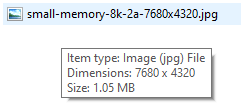 small-memory-8k-2a-7680x4320.jpg
Item type: Image (jpg) File
Dimensions: 7680 x 4320
Size: 1.05 MB